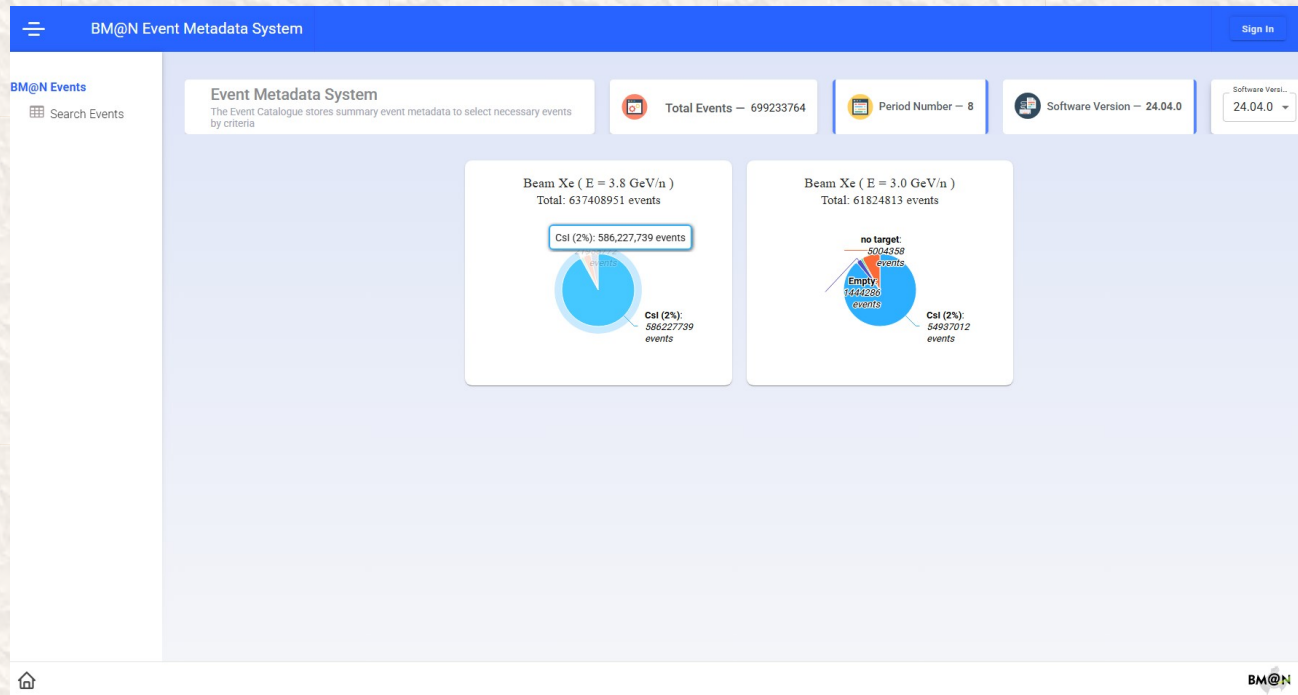 BM@N Event Metadata System
Sign In
BM@N Events
Search Events
Event Metadata System
The Event Catalogue stores summary event metadata to select necessary events
by criteria
Total Events — 699233764
Period Number — 8
Software Version — 24.04.0
Software Versi...
24.04.0
Beam Xe ( E = 3.8 GeV/n )
Total: 637408951 events
CsI (2%): 586,227,739 events
events
CsI (2%):
586227739
events
Beam Xe ( E = 3.0 GeV/n )
Total: 61824813 events
no target:
5004358
events
Empty:
1444286
events
CsI (2%):
54937012
events
BM@N